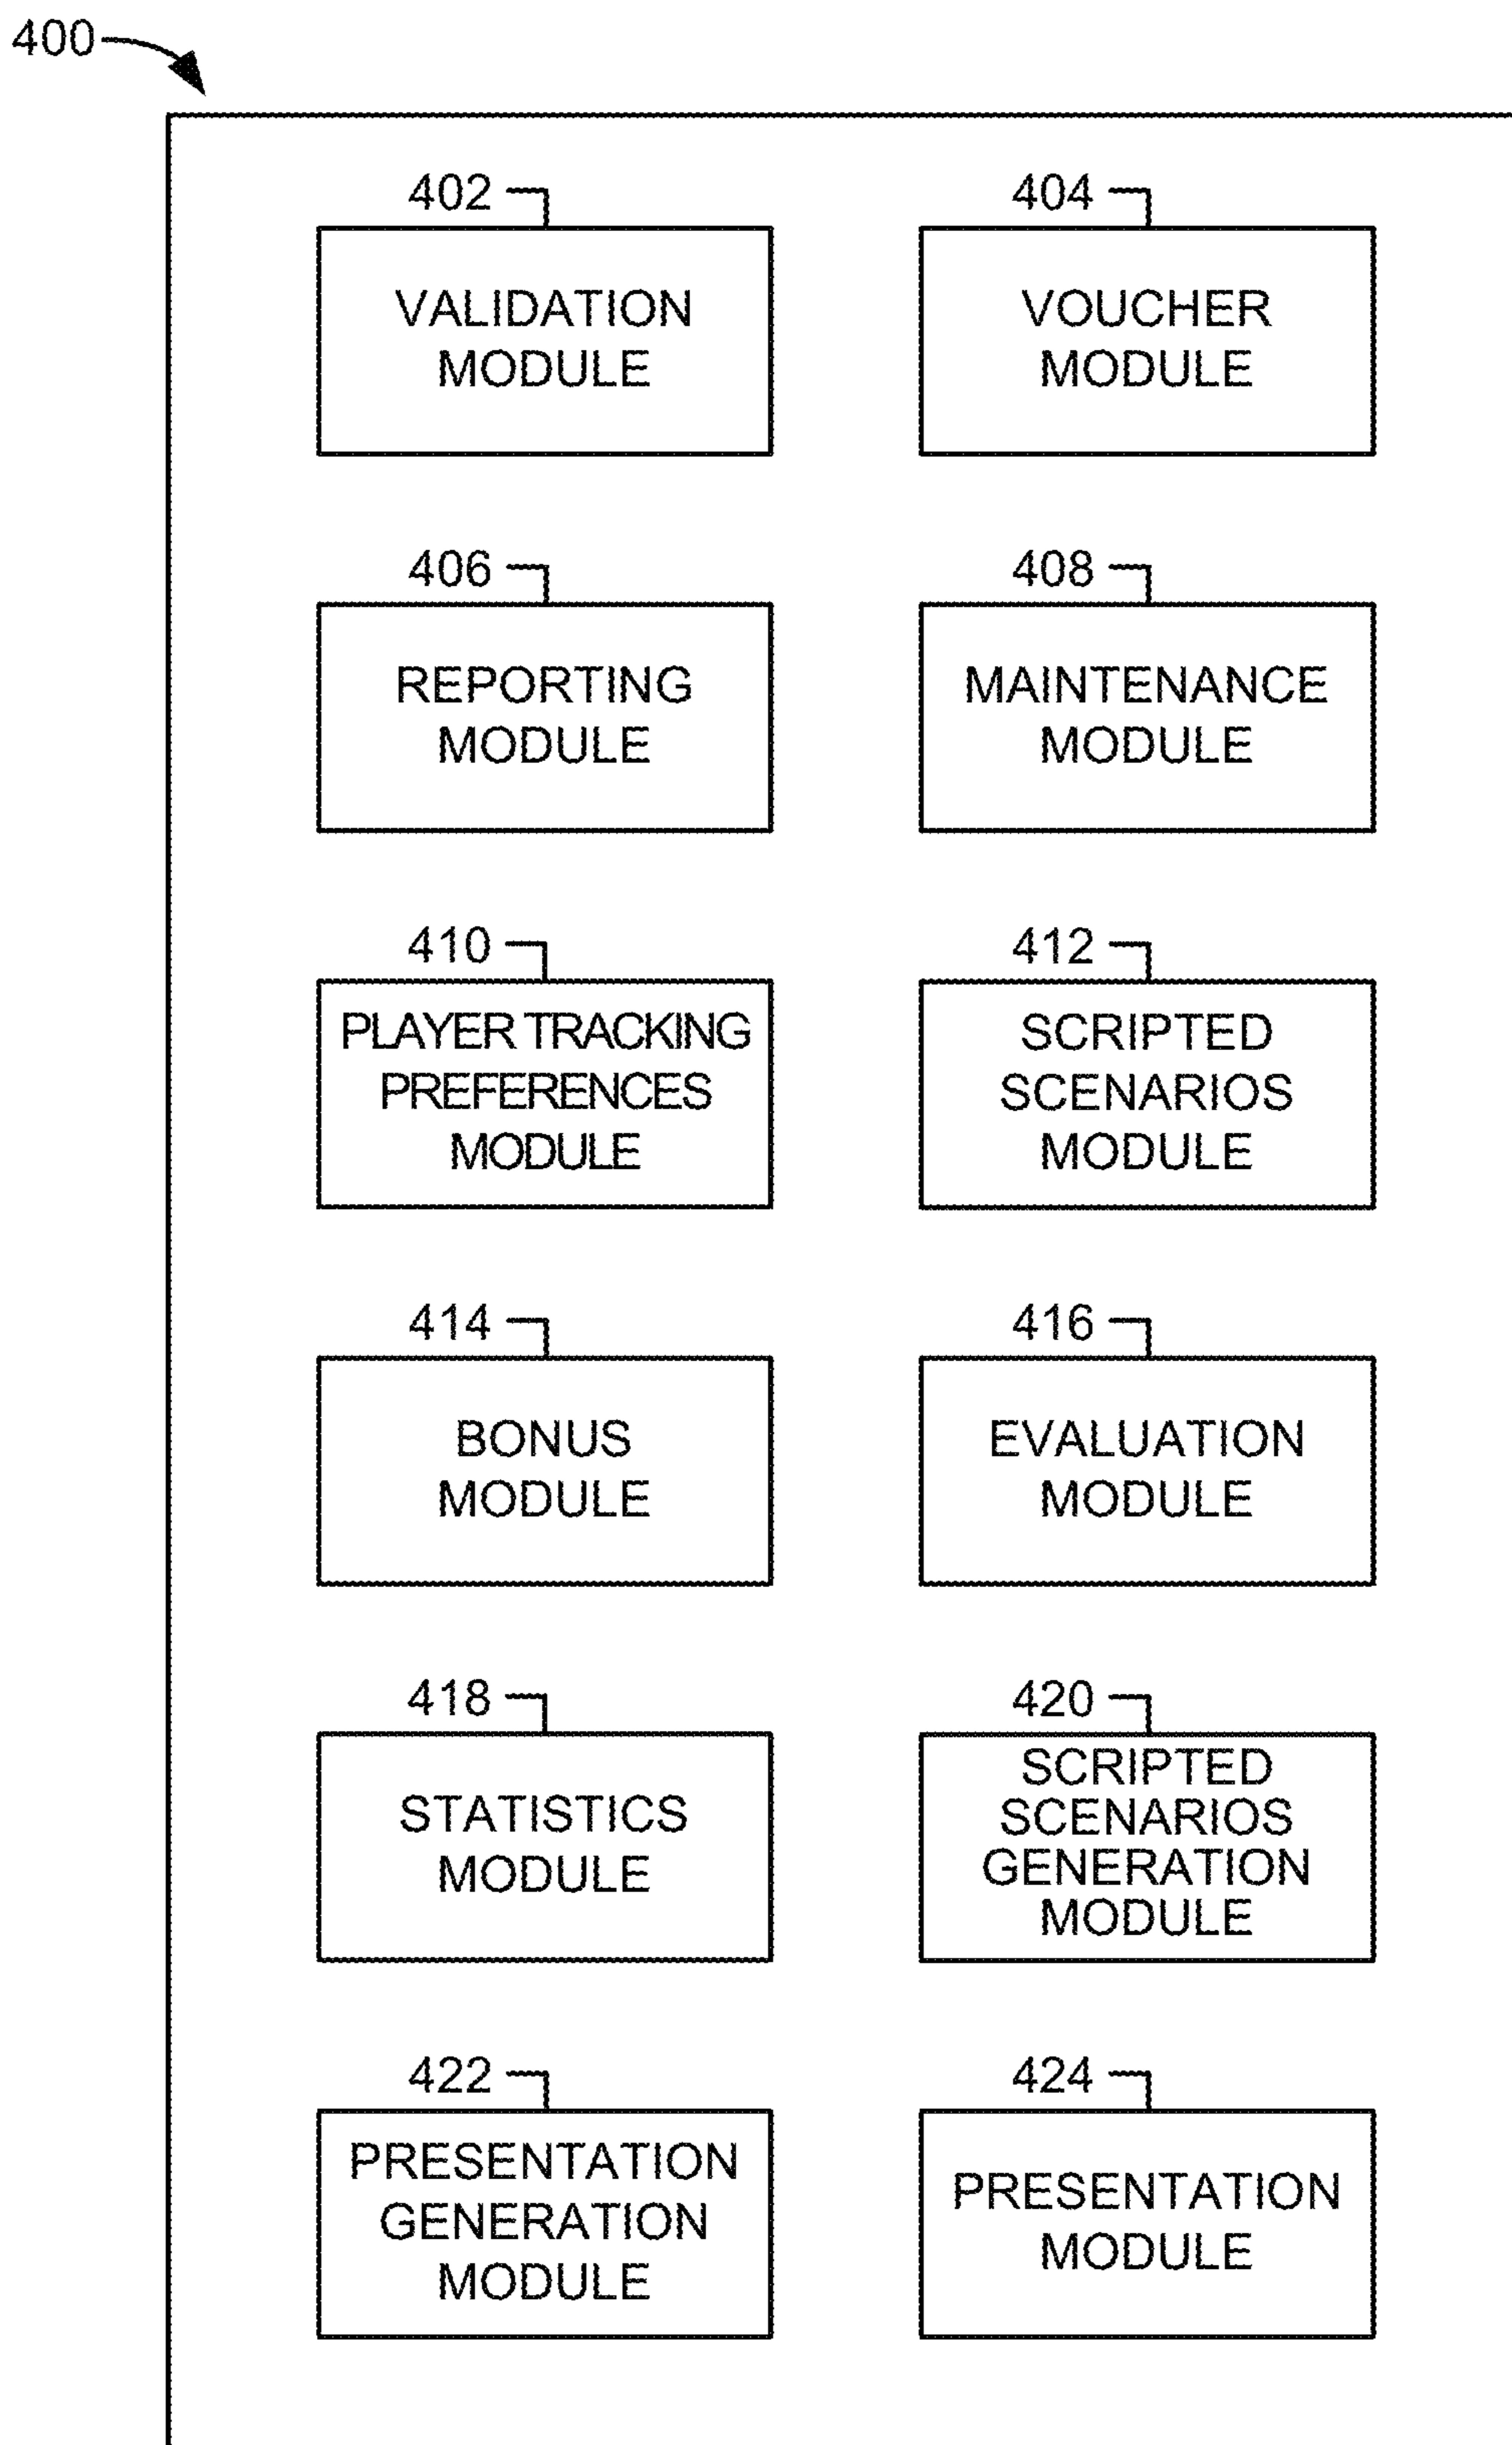 400
402
VALIDATION
MODULE
404
VOUCHER
MODULE
406
REPORTING
MODULE
408
MAINTENANCE
MODULE
410
PLAYER TRACKING
PREFERENCES
MODULE
412
SCRIPTED
SCENARIOS
MODULE
414
BONUS
MODULE
416
EVALUATION
MODULE
418
STATISTICS
MODULE
420
SCRIPTED
SCENARIOS
GENERATION
MODULE
422
PRESENTATION
GENERATION
MODULE
424
PRESENTATION
MODULE